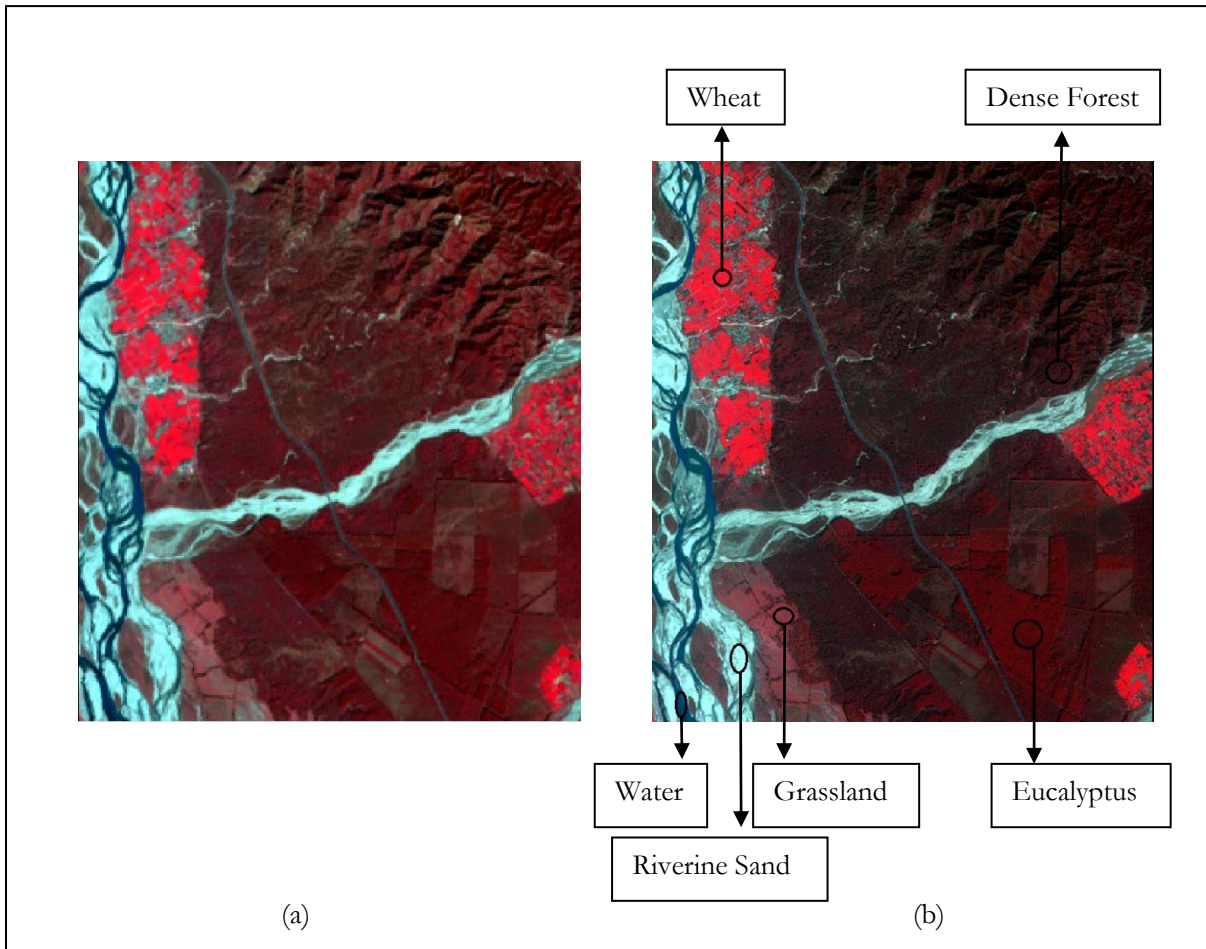 Wheat
Dense Forest
Water
Grassland
Eucalyptus
Riverine Sand
(a)
(b)